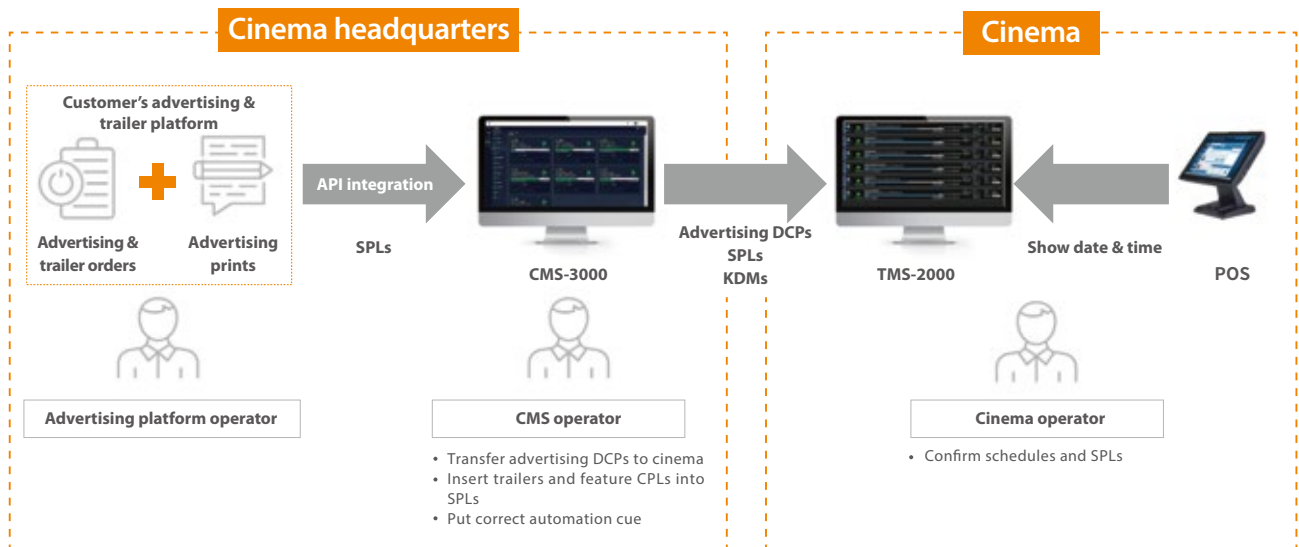 Cinema headquarters
Cinema
Customer's advertising &
trailer platform
Advertising &
trailer orders
Advertising
prints
API integration
SPLs
CMS-3000
Advertising DCPs
SPLs
KDMs
TMS-2000
Show date & time
POS
Advertising platform operator
CMS operator
• Transfer advertising DCPs to cinema
• Insert trailers and feature CPLs into
SPLs
• Put correct automation cue
Cinema operator
• Confirm schedules and SPLs